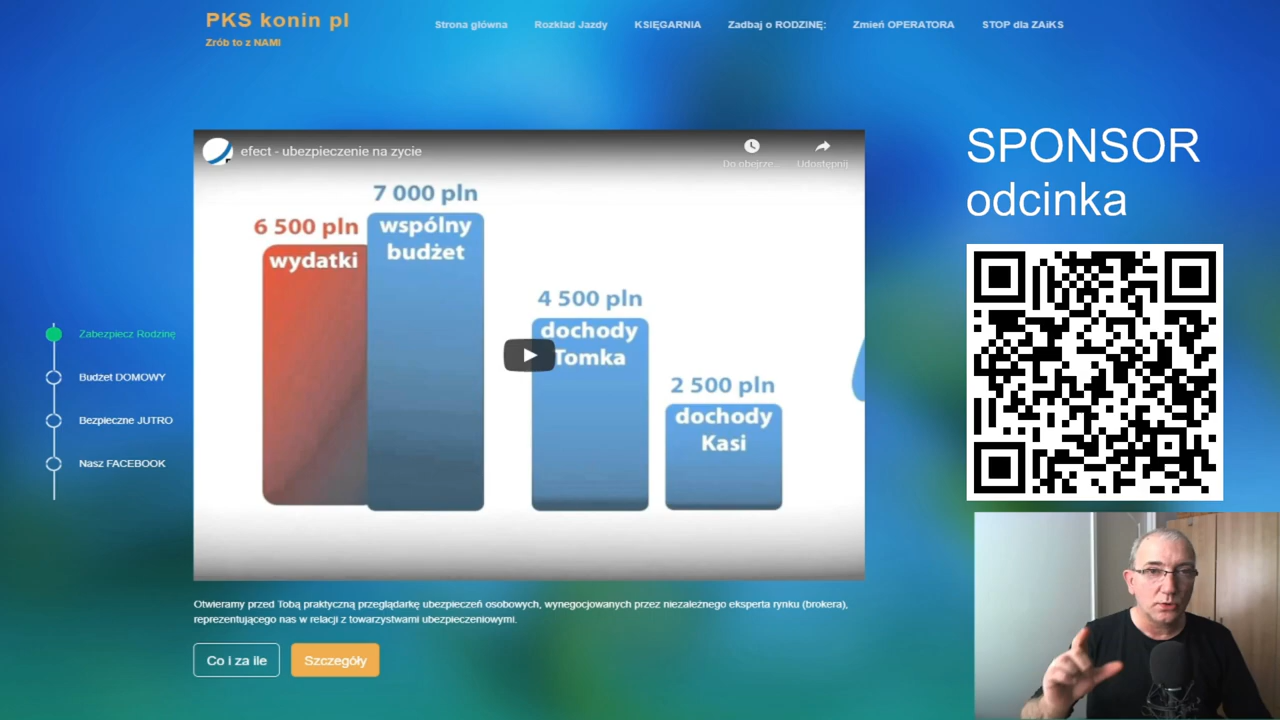 PKS konin pl
Zrób to z NAMI
Strona główna
Rozkład Jazdy
KSIĘGARNIA
Zadbaj o RODZINĘ:
Zmień OPERATORA
STOP dla ZAiKS
efect - ubezpieczenie na zycie
Do obejrze...
Udostępnij
7 000 pln
6 500 pln
wspólny
budżet
wydatki
4 500 pln
dochody
Tomka
2 500 pln
dochody
Kasi
SPONSOR
odcinka
Zabezpiecz Rodzinę
Budżet DOMOWY
Bezpieczne JUTRO
Nasz FACEBOOK
Otwieramy przed Tobą praktyczną przeglądarkę ubezpieczeń osobowych, wynegocjowanych przez niezależnego eksperta rynku (brokera),
reprezentującego nas w relacji z towarzystwami ubezpieczeniowymi.
Co i za ile
Szczegóły